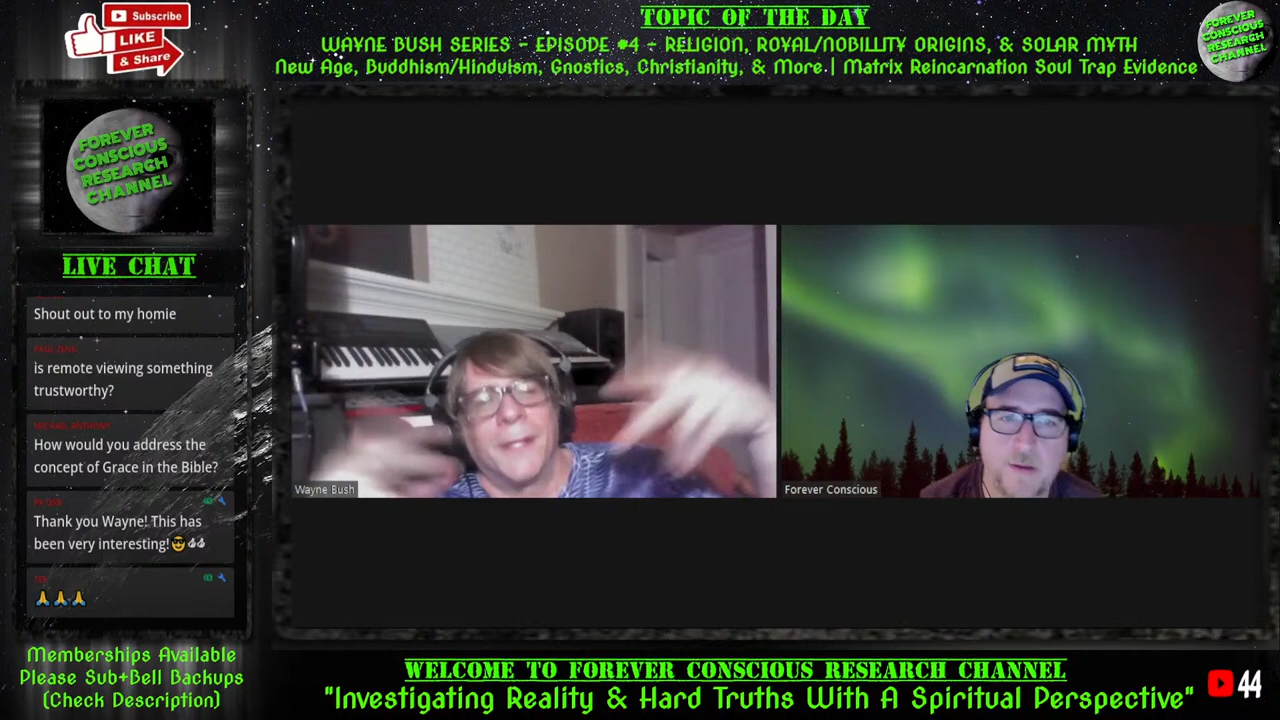 Subscribe
LIKE
& Share
TOPIC OF THE DAY
WAYNE BUSH SERIES - EPISODE #4 - RELIGION, ROYAL/NOBILLITY ORIGINS, & SOLAR MYTH
New Age, Buddhism/Hinduism, Gnostics, Christianity, & More | Matrix Reincarnation Soul Trap Evidence
FOREVER
CONSCIOUS
RESEARCH
CHANNEL
FOREVER
CONSCIOUS
RESEARCH
CHANNEL
LIVE CHAT
Shout out to my homie
is remote viewing something
trustworthy?
MICHAEL ANTHONY
How would you address the
concept of Grace in the Bible?
Thank you Wayne! This has
been very interesting!😎👍👍
🙏🙏🙏
Wayne Bush
Forever Conscious
Memberships Available
Please Sub+Bell Backups
(Check Description)
WELCOME TO FOREVER CONSCIOUS RESEARCH CHANNEL
"Investigating Reality & Hard Truths With A Spiritual Perspective"
44